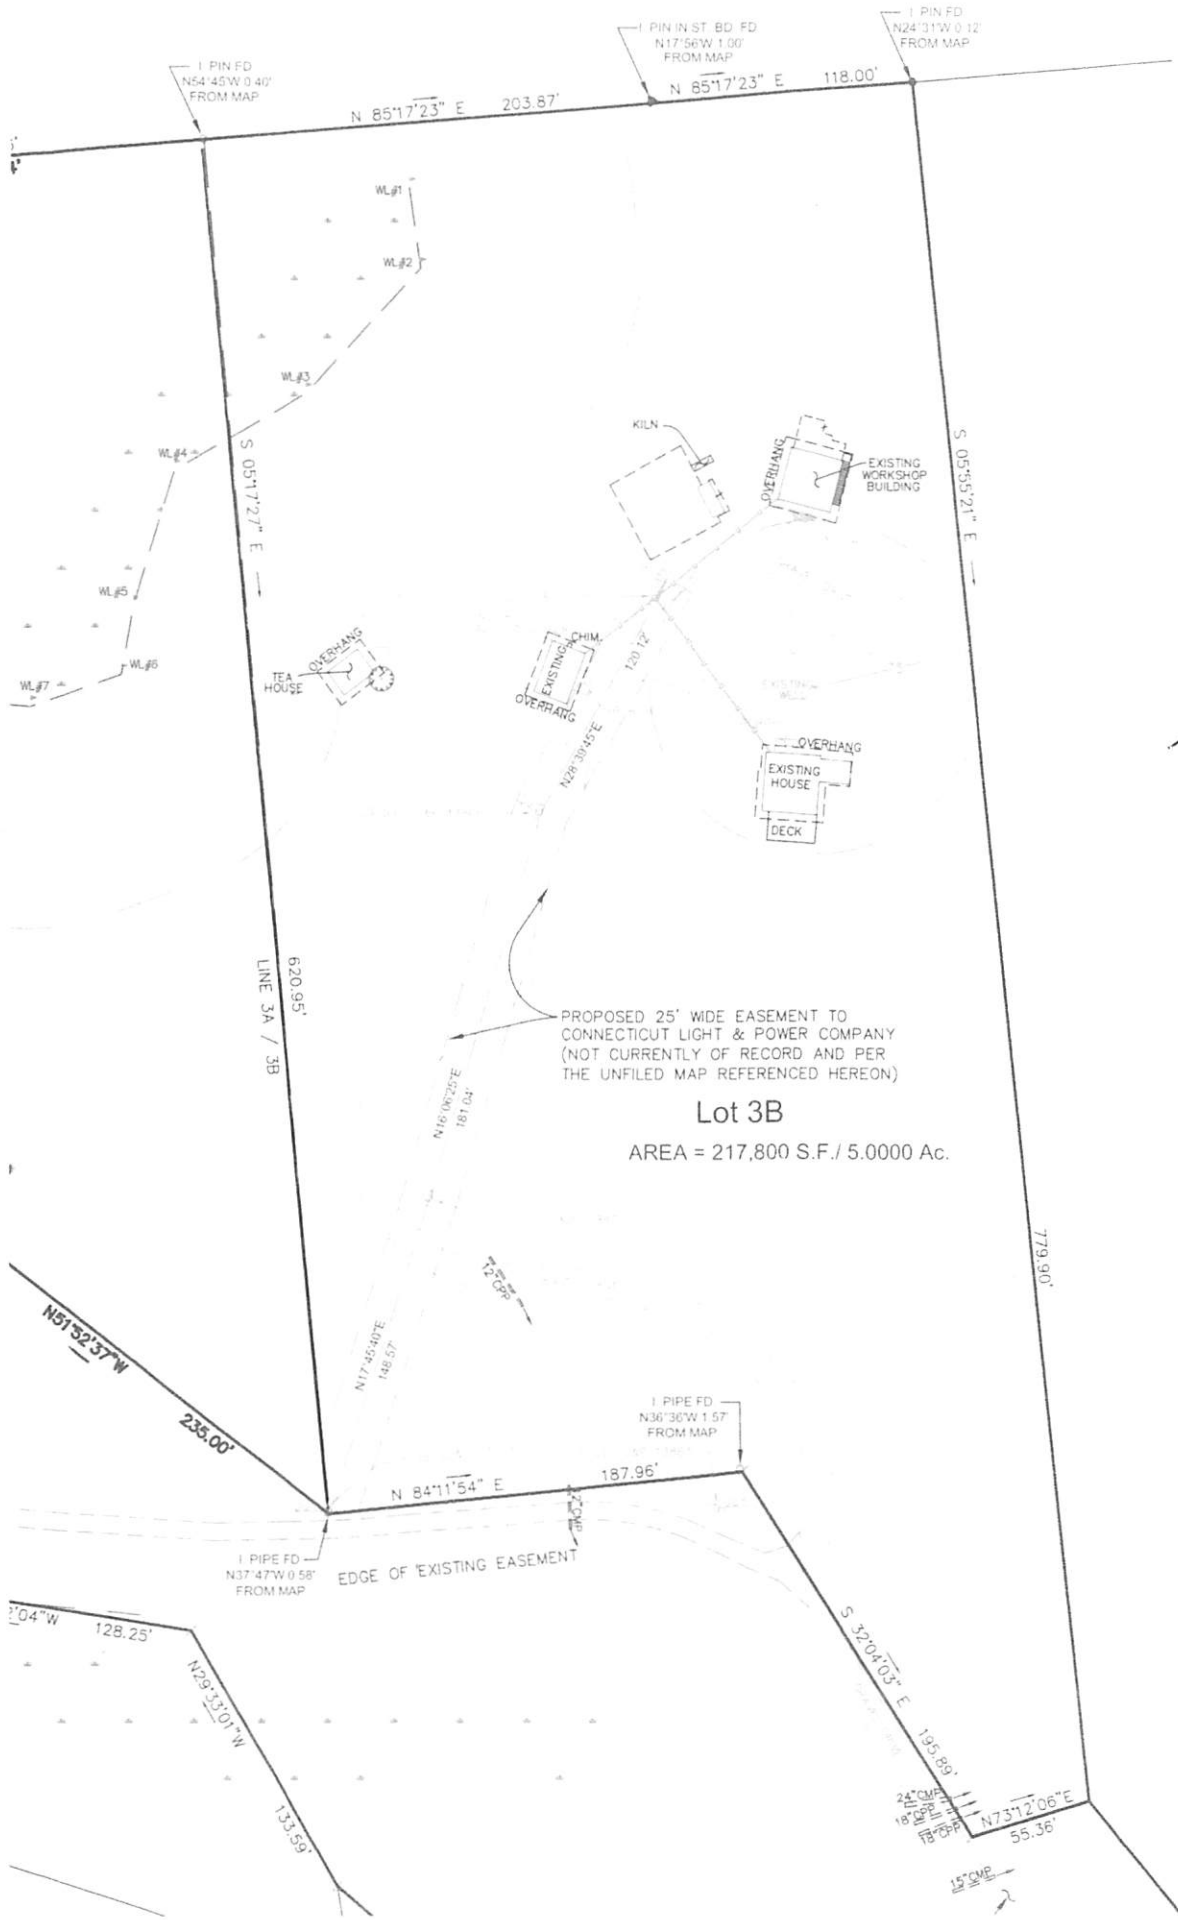 I. PIN FD.
N24°31'W 0.12'
FROM MAP
I. PIN IN ST. BD. FD.
N17°56'W 1.00'
FROM MAP
I. PIN FD
N54°45'W 0.40'
FROM MAP
N 85°17'23" E 203.87'
N 85°17'23" E 118.00'
WL#1
WL#2
WL#3
WL#4
WL#5
WL#6
WL#7
S 05°17'27" E
620.95'
LINE 3A / 3B
S 05°55'21" E
779.90'
KILN
OVERHANG
EXISTING
WORKSHOP
BUILDING
OVERHANG
TEA
HOUSE
CHIM.
EXISTING
OVERHANG
120.12'
N28°39'45"E
EXISTING
WELL
OVERHANG
EXISTING
HOUSE
DECK
PROPOSED 25' WIDE EASEMENT TO
CONNECTICUT LIGHT & POWER COMPANY
(NOT CURRENTLY OF RECORD AND PER
THE UNFILED MAP REFERENCED HEREON)
Lot 3B
AREA = 217,800 S.F./ 5.0000 Ac.
N16°06'25"E
181.04'
12"CPP
N17°45'40"E
148.57'
N51°52'37"W
235.00'
I. PIPE FD
N36°36'W 1.57'
FROM MAP
N 84°11'54" E 187.96'
12"CMP
I. PIPE FD
N37°47'W 0.58'
FROM MAP
EDGE OF EXISTING EASEMENT
2'04"W
128.25'
N29°33'01"W
133.59'
S 32°04'03" E
195.89'
24"CMP
18"CPP
18"CPP
N73°12'06"E
55.36'
15"CMP